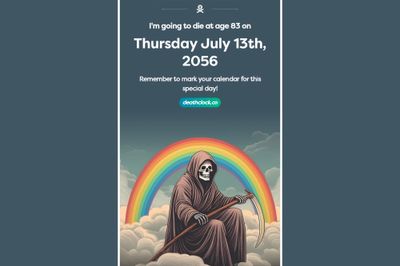 I'm going to die at age 83 on
Thursday July 13th,
2056
Remember to mark your calendar for this
special day!
deathclock.co